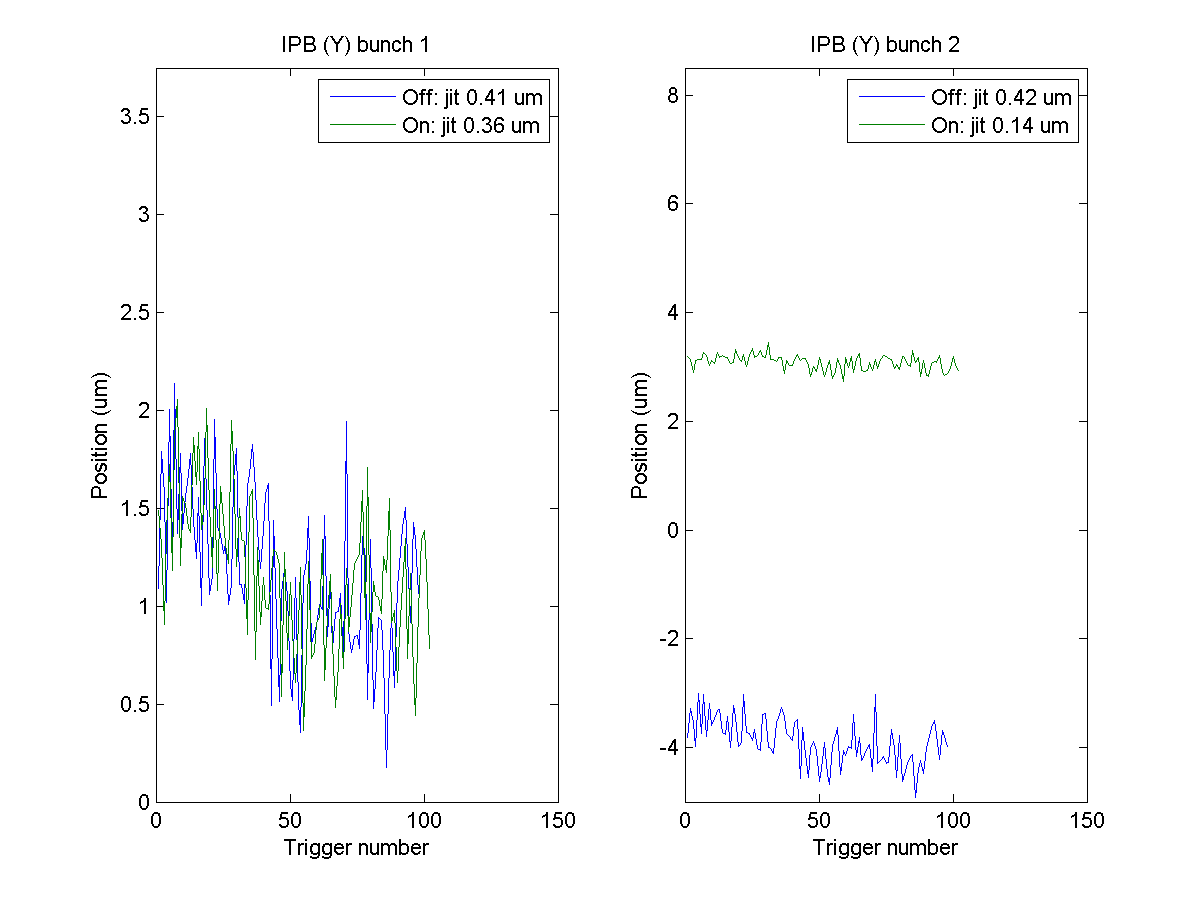 IPB (Y) bunch 1
Off: jit 0.41 um
On: jit 0.36 um
3.5
3
2.5
2
1.5
1
0.5
0
Position (um)
0 50 100 150
Trigger number
IPB (Y) bunch 2
Off: jit 0.42 um
On: jit 0.14 um
8
6
4
2
0
-2
-4
Position (um)
0 50 100 150
Trigger number